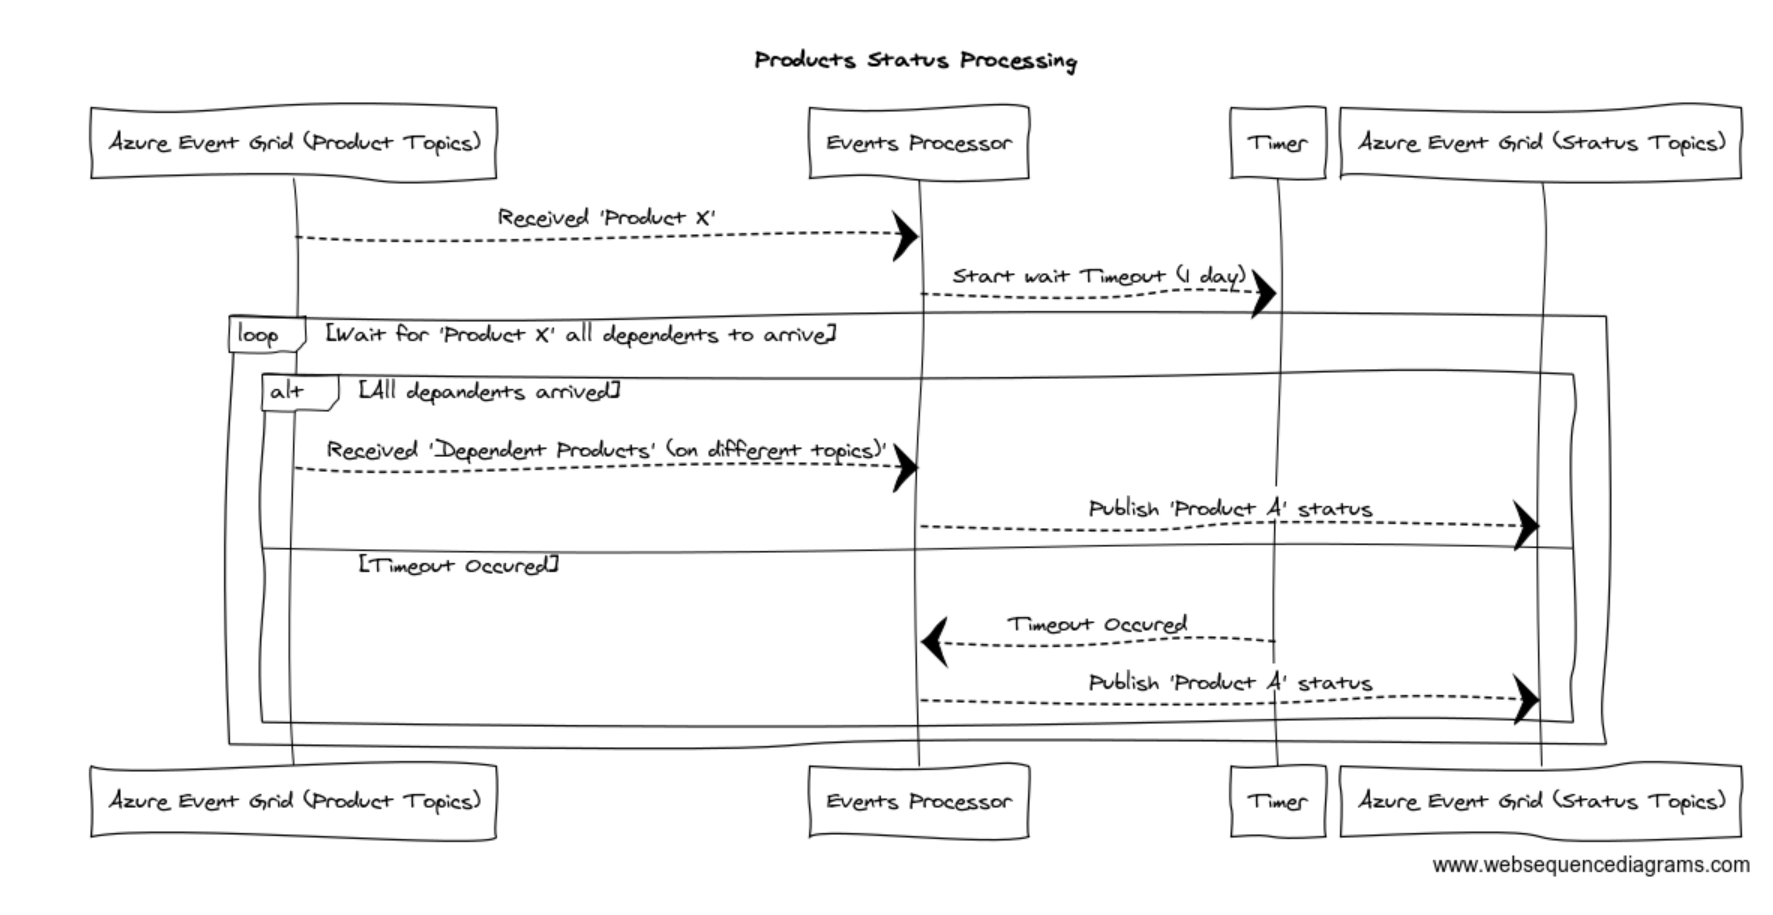 Products Status Processing
Azure Event Grid (Product Topics)
Events Processor
Timer
Azure Event Grid (Status Topics)
Received 'Product X'
Start wait Timeout (1 day)
loop
[Wait for 'Product X' all dependents to arrive]
alt
[All depandents arrived]
Received 'Dependent Products' (on different topics)'
Publish 'Product A' status
[Timeout Occured]
Timeout Occured
Publish 'Product A' status
Azure Event Grid (Product Topics)
Events Processor
Timer
Azure Event Grid (Status Topics)
www.websequencediagrams.com